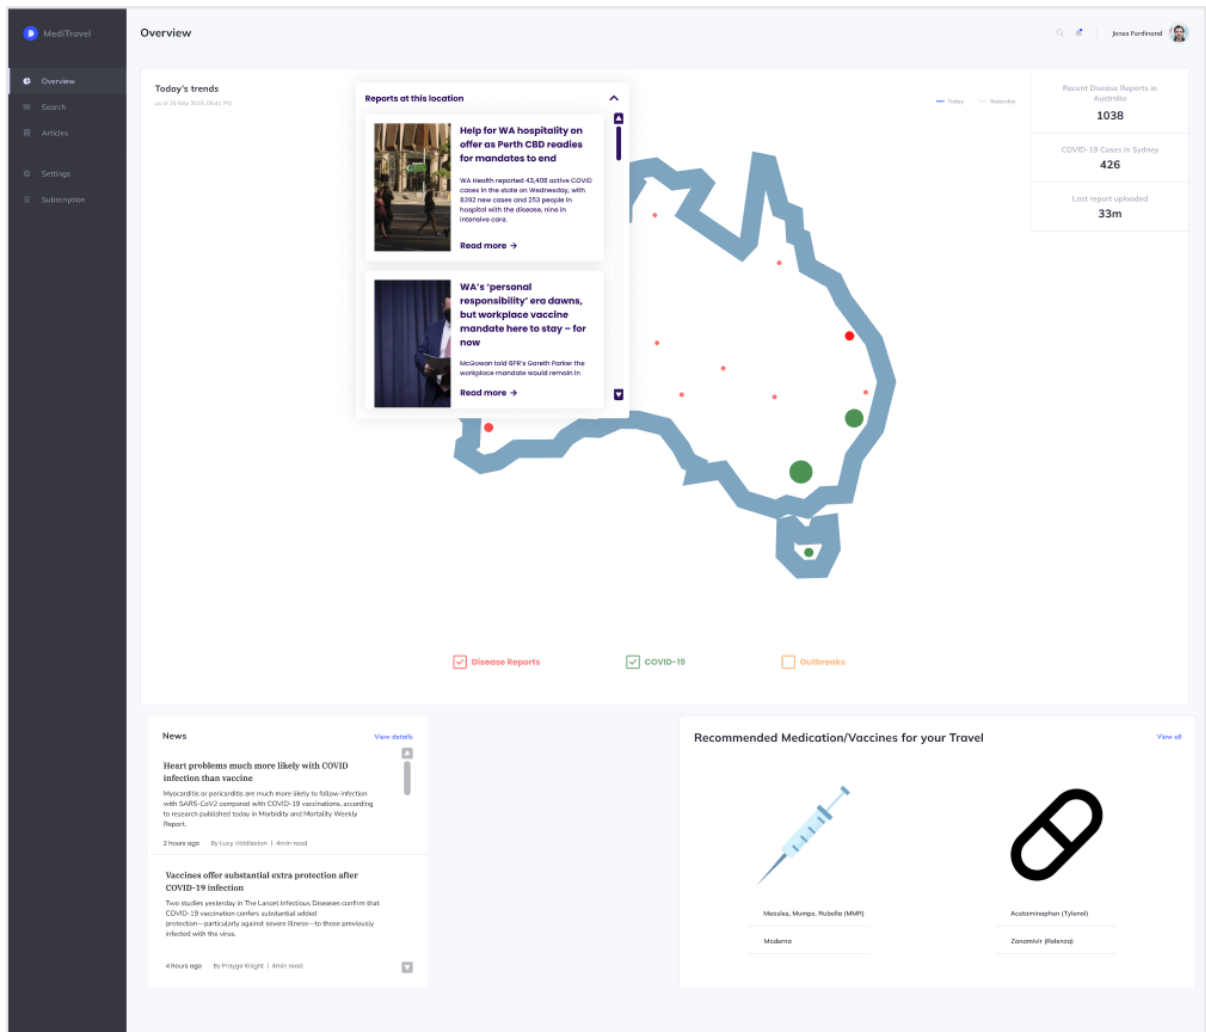 MediTravel
Overview
Search
Articles
Settings
Subscription
Overview
Jones Ferdinand
Today's trends
as of 25 May 2019, 09:41 PM
Today
Yesterday
Recent Disease Reports in
Australia
1038
COVID-19 Cases in Sydney
426
Last report uploaded
33m
Reports at this location
Help for WA hospitality on
offer as Perth CBD readies
for mandates to end
WA Health reported 43,408 active COVID
cases in the state on Wednesday, with
8392 new cases and 253 people in
hospital with the disease, nine in
intensive care.
Read more →
WA's ‘personal
responsibility’ era dawns,
but workplace vaccine
mandate here to stay – for
now
McGowan told 6PR's Gareth Parker the
workplace mandate would remain in
Read more →
Disease Reports
COVID-19
Outbreaks
News
View details
Heart problems much more likely with COVID
infection than vaccine
Myocarditis or pericarditis are much more likely to follow infection
with SARS-CoV2 compared with COVID-19 vaccinations, according
to research published today in Morbidity and Mortality Weekly
Report.
2 hours ago By Lucy Hiddleston | 4min read
Vaccines offer substantial extra protection after
COVID-19 infection
Two studies yesterday in The Lancet Infectious Diseases confirm that
COVID-19 vaccination confers substantial added
protection—particularly against severe illness—to those previously
infected with the virus.
4 hours ago By Prayge Knight | 4min read
Recommended Medication/Vaccines for your Travel
View all
Measles, Mumps, Rubella (MMR)
Moderna
Acetaminophen (Tylenol)
Zanamivir (Relenza)